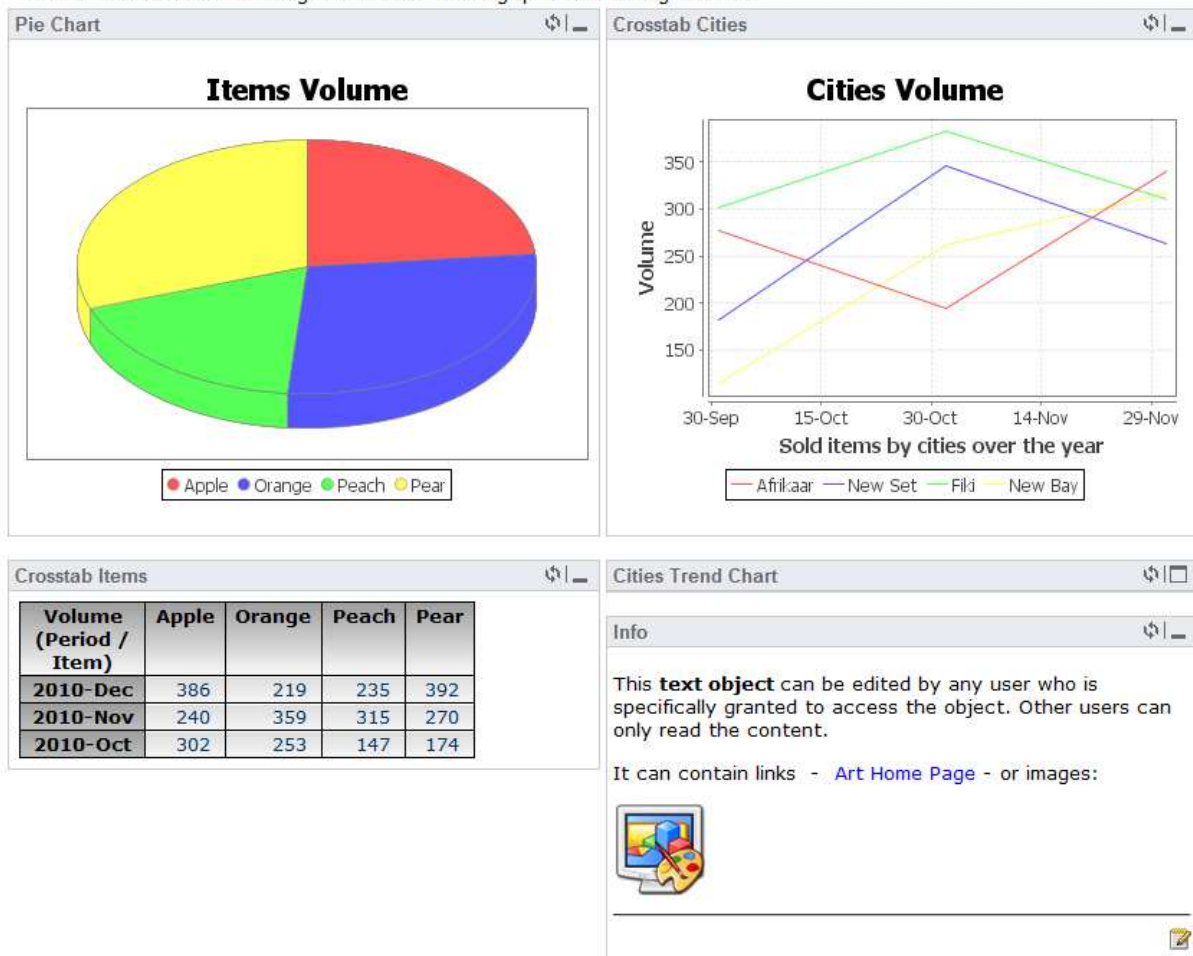 Pie Chart
Items Volume
Apple Orange Peach Pear
Crosstab Cities
Cities Volume
Volume
350
300
250
200
150
30-Sep 15-Oct 30-Oct 14-Nov 29-Nov
Sold items by cities over the year
Afrikaar New Set Fiki New Bay
Crosstab Items
Volume (Period / Item) Apple Orange Peach Pear
2010-Dec 386 219 235 392
2010-Nov 240 359 315 270
2010-Oct 302 253 147 174
Cities Trend Chart
Info
This text object can be edited by any user who is
specifically granted to access the object. Other users can
only read the content.
It can contain links - Art Home Page - or images: